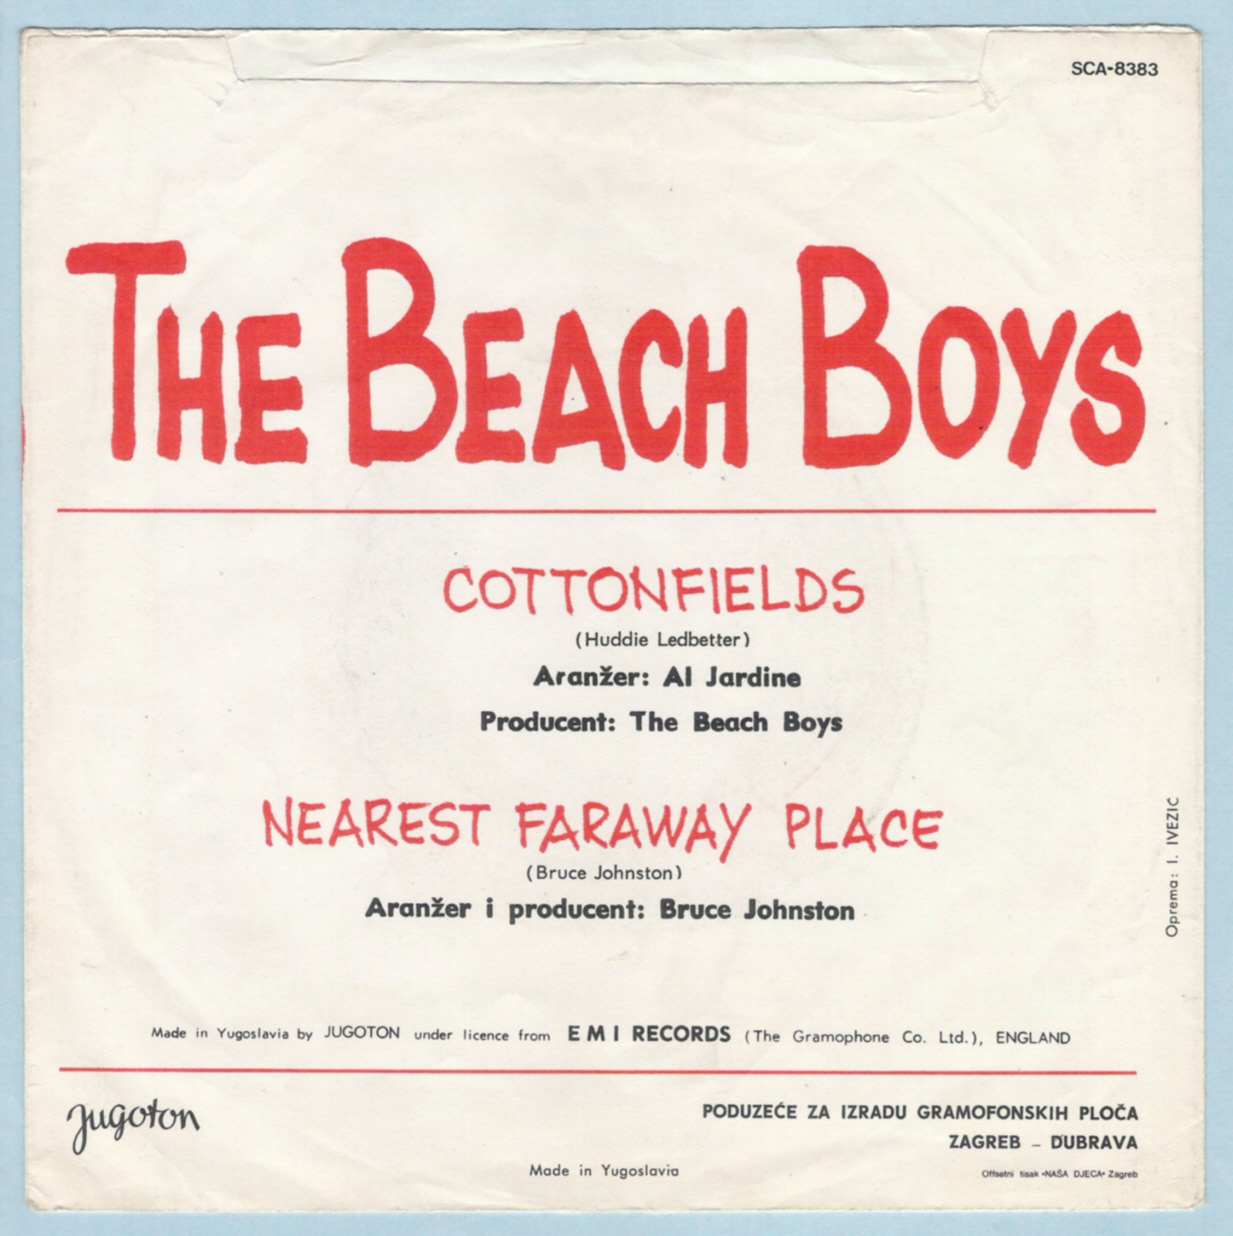 SCA-8383
THE BEACH BOYS
COTTONFIELDS
(Huddie Ledbetter)
Aranžer: Al Jardine
Producent: The Beach Boys
NEAREST FARAWAY PLACE
(Bruce Johnston)
Aranžer i producent: Bruce Johnston
Oprema: I. IVEZIC
Made in Yugoslavia by JUGOTON under licence from EMI RECORDS (The Gramophone Co. Ltd.), ENGLAND
Jugoton
PODUZEĆE ZA IZRADU GRAMOFONSKIH PLOČA
ZAGREB – DUBRAVA
Made in Yugoslavia
Offsetni tisak »NAŠA DJECA« Zagreb